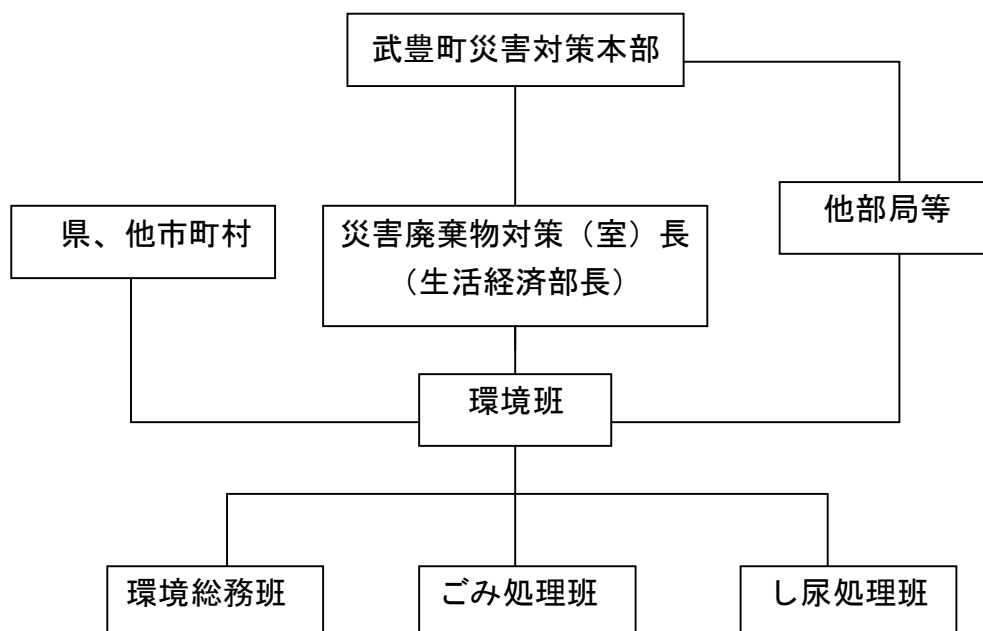 武豊町災害対策本部
県、他市町村
災害廃棄物対策（室）長
（生活経済部長）
他部局等
環境班
環境総務班
ごみ処理班
し尿処理班